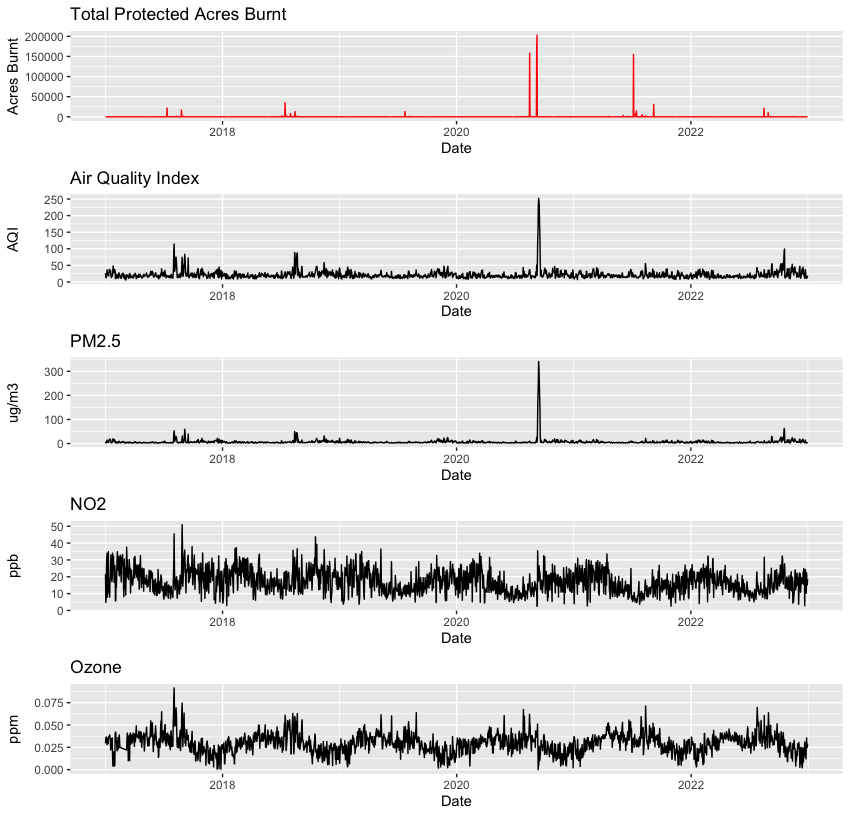 Total Protected Acres Burnt
Acres Burnt
200000
150000
100000
50000
0
2018 2020 2022
Date
Air Quality Index
AQI
250
200
150
100
50
0
2018 2020 2022
Date
PM2.5
ug/m3
300
200
100
0
2018 2020 2022
Date
NO2
ppb
50
40
30
20
10
0
2018 2020 2022
Date
Ozone
ppm
0.075
0.050
0.025
0.000
2018 2020 2022
Date